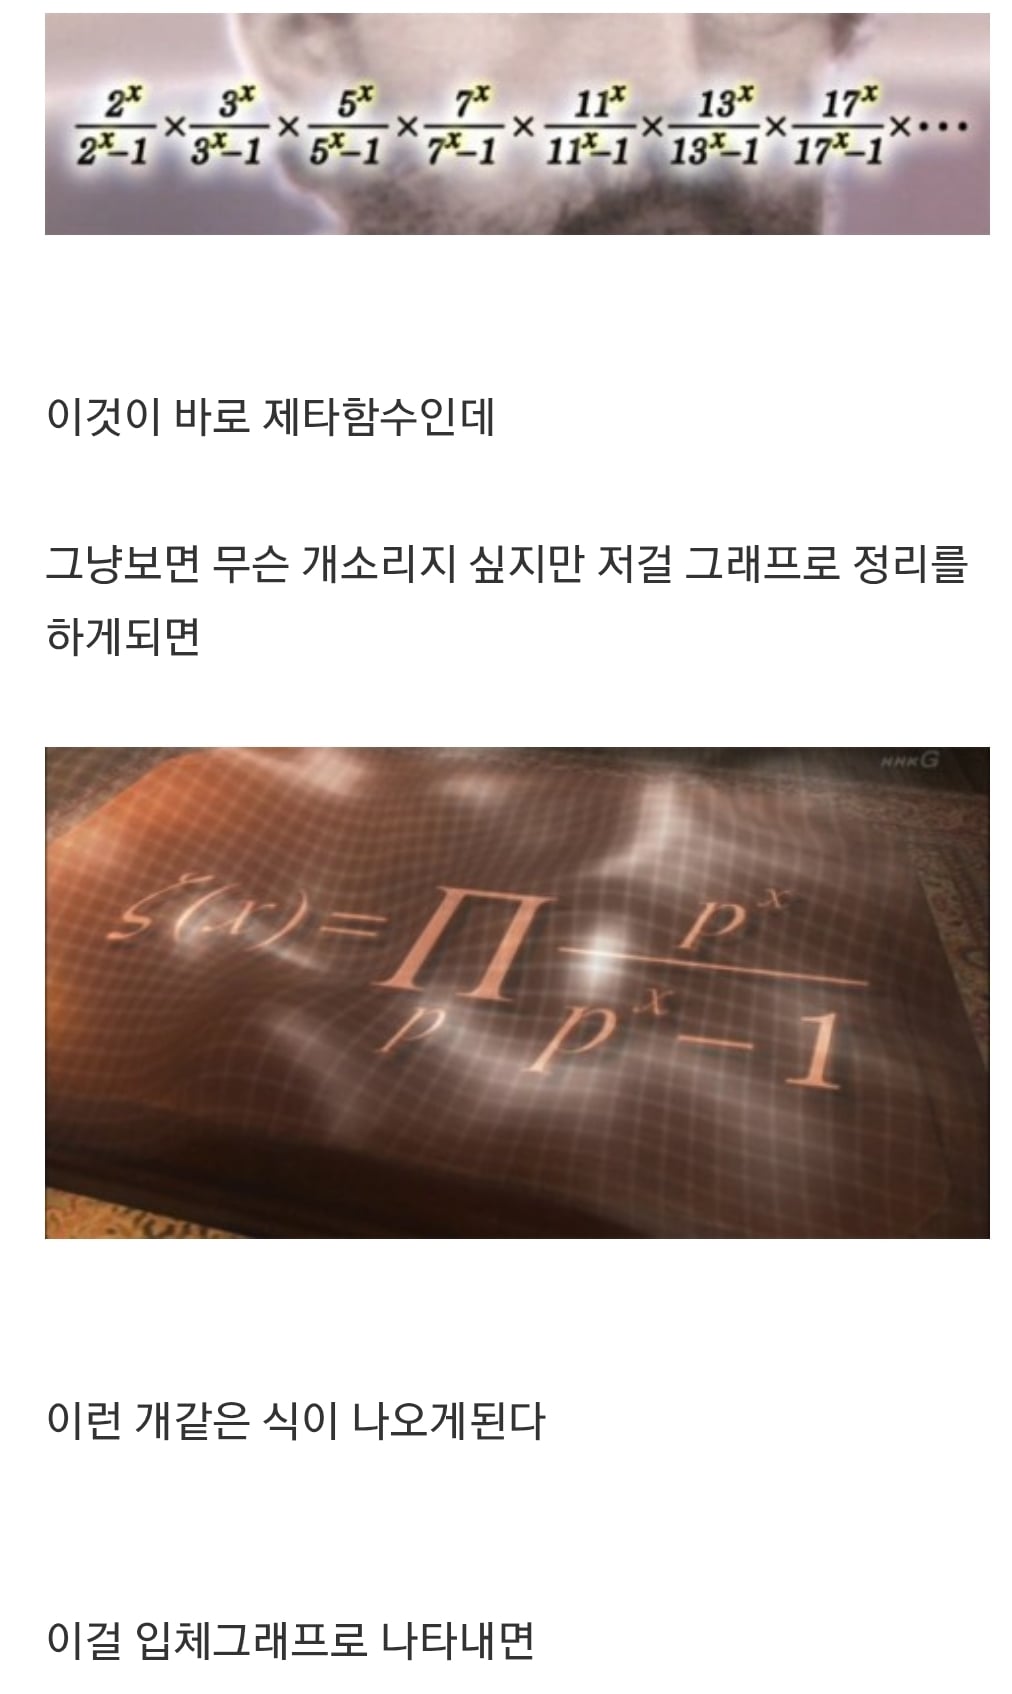 2^x/(2^x-1) × 3^x/(3^x-1) × 5^x/(5^x-1) × 7^x/(7^x-1) × 11^x/(11^x-1) × 13^x/(13^x-1) × 17^x/(17^x-1) × ···
이것이 바로 제타함수인데
그냥보면 무슨 개소리지 싶지만 저걸 그래프로 정리를
하게되면
NHKG
ζ(x)=∏_p p^x/(p^x-1)
이런 개같은 식이 나오게된다
이걸 입체그래프로 나타내면